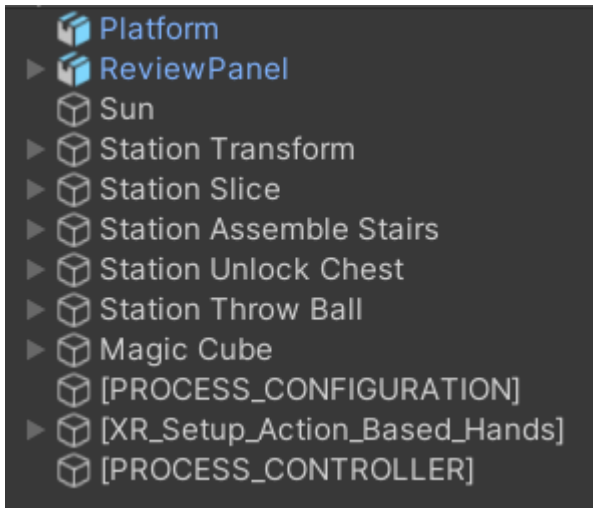 Platform
ReviewPanel
Sun
Station Transform
Station Slice
Station Assemble Stairs
Station Unlock Chest
Station Throw Ball
Magic Cube
[PROCESS_CONFIGURATION]
[XR_Setup_Action_Based_Hands]
[PROCESS_CONTROLLER]